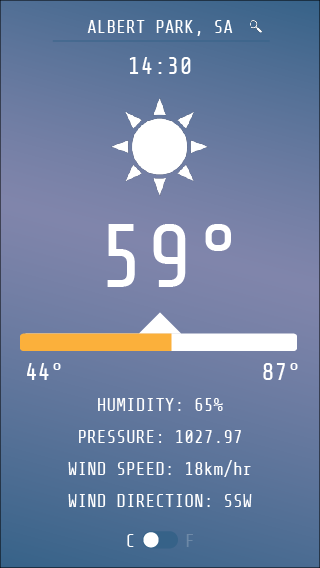 ALBERT PARK, SA
14:30
59°
44° 87°
HUMIDITY: 65%
PRESSURE: 1027.97
WIND SPEED: 18km/hr
WIND DIRECTION: SSW
C F